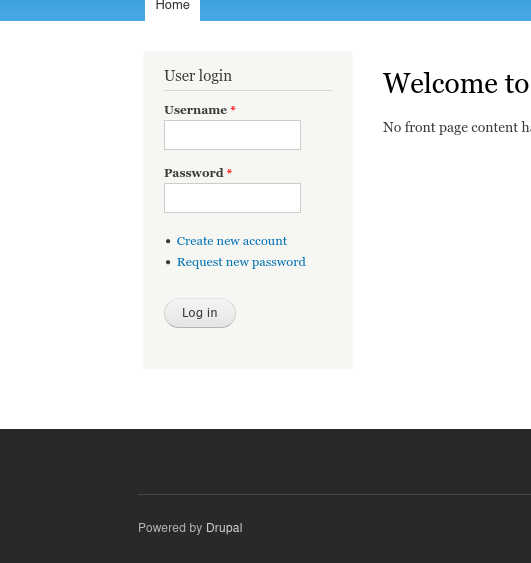 Home
User login
Username *
Password *
Create new account
Request new password
Log in
Welcome to
No front page content
Powered by Drupal